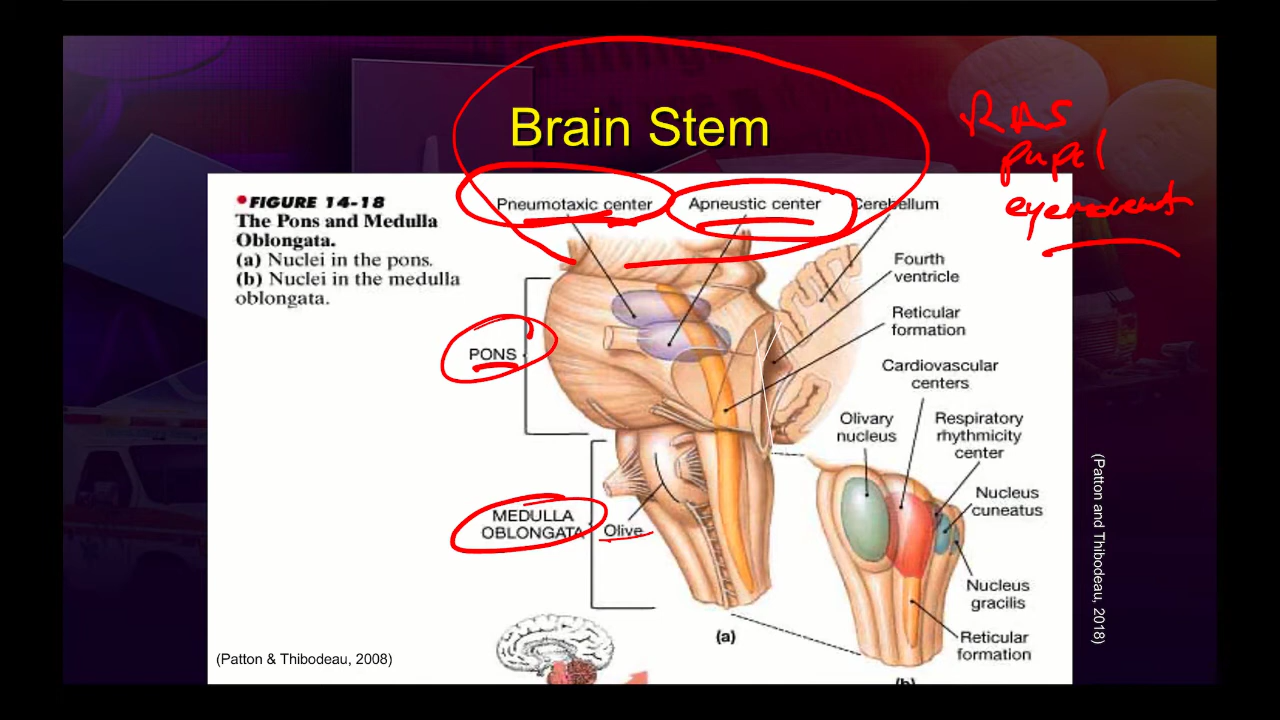 Brain Stem
RAS
pupil
•FIGURE 14-18
The Pons and Medulla
Oblongata.
(a) Nuclei in the pons.
(b) Nuclei in the medulla
oblongata.
Pneumotaxic center
Apneustic center
Cerebellum
Fourth
ventricle
Reticular
formation
PONS
Cardiovascular
centers
Olivary
nucleus
Respiratory
rhythmicity
center
Nucleus
cuneatus
MEDULLA
OBLONGATA
Olive
Nucleus
gracilis
Reticular
formation
(a)
(b)
(Patton & Thibodeau, 2008)
(Patton and Thibodeau, 2018)